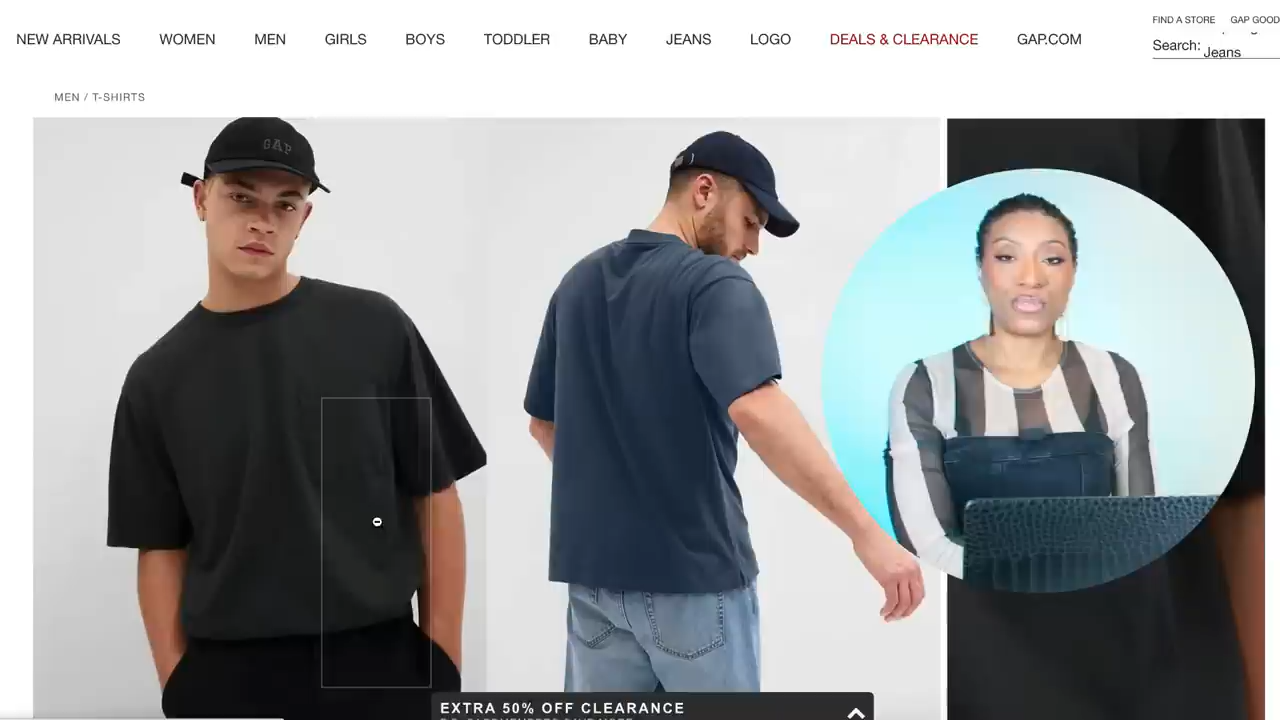 FIND A STORE GAP GOOD
NEW ARRIVALS WOMEN MEN GIRLS BOYS TODDLER BABY JEANS LOGO DEALS & CLEARANCE GAP.COM
Search: Jeans
MEN / T-SHIRTS
GAP
EXTRA 50% OFF CLEARANCE